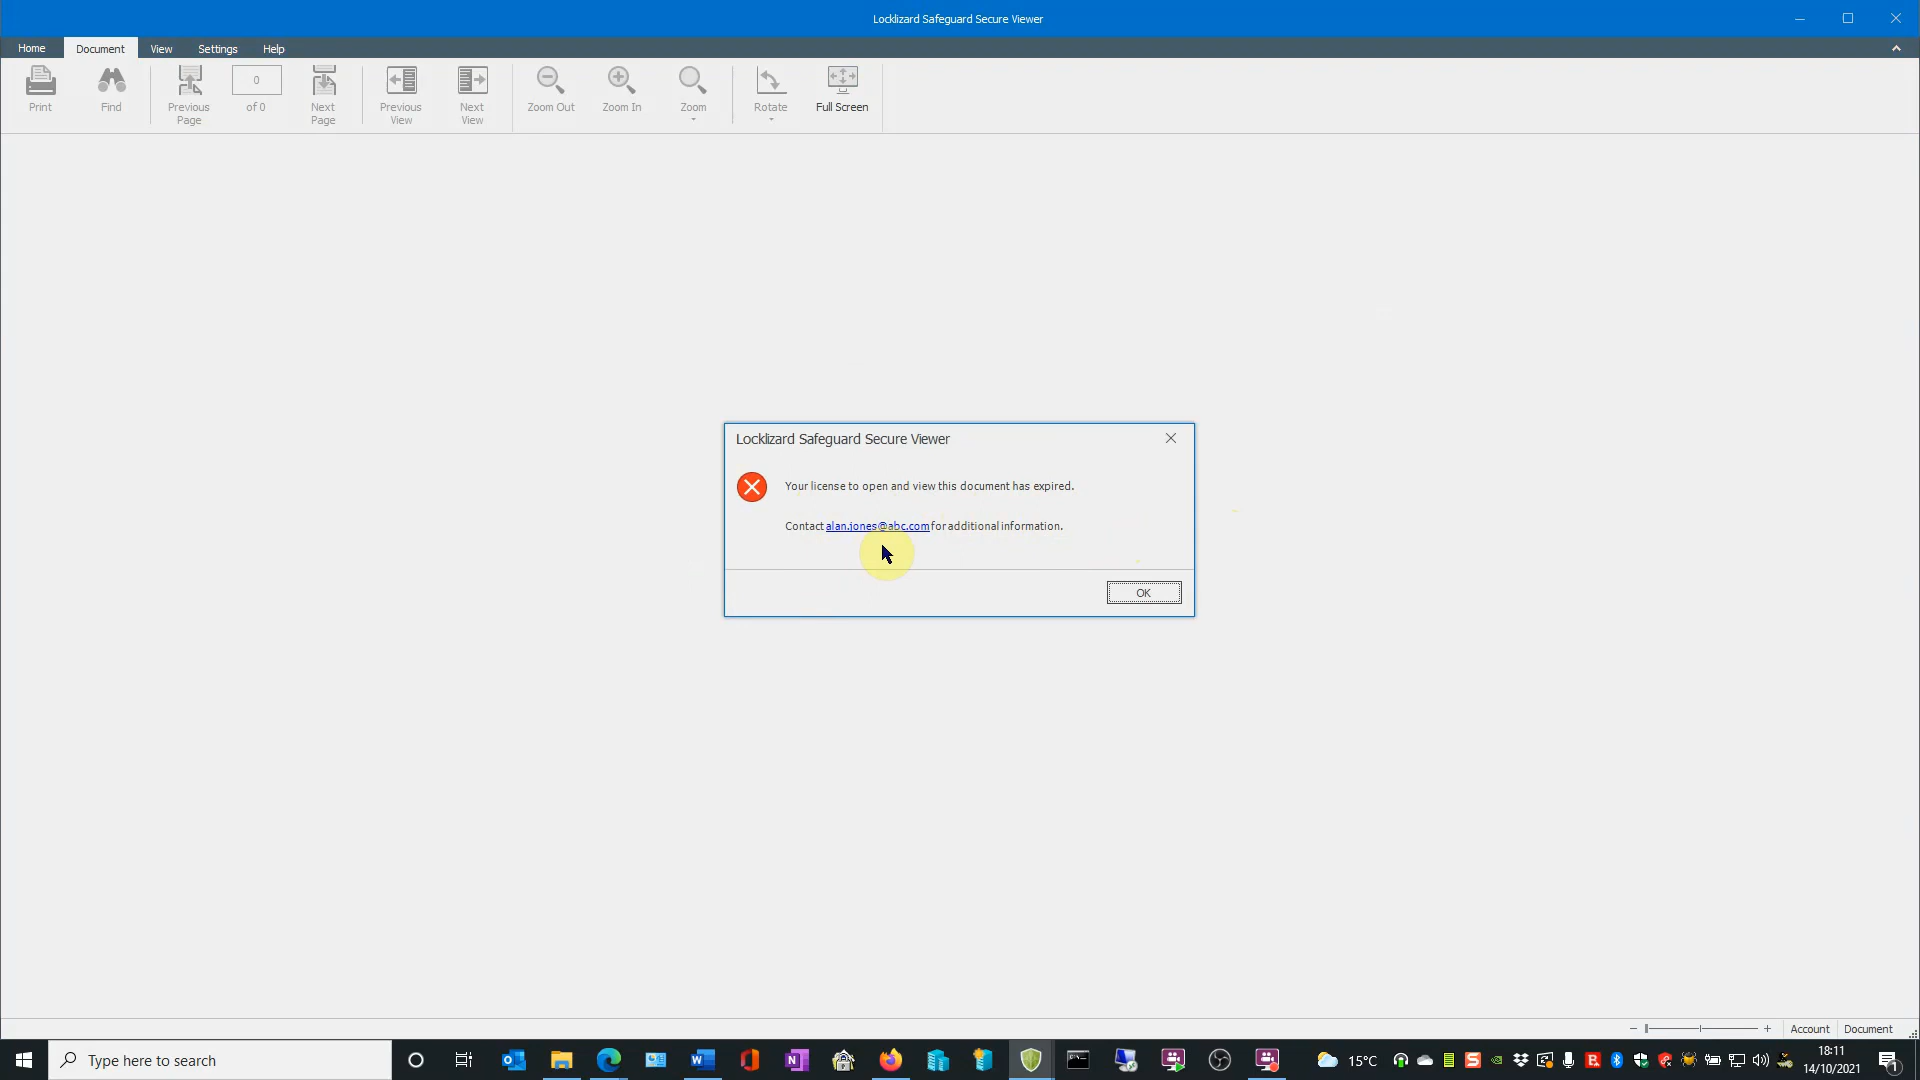 Locklizard Safeguard Secure Viewer
Home Document View Settings Help
Print Find Previous Page 0 of 0 Next Page Previous View Next View Zoom Out Zoom In Zoom Rotate Full Screen
Locklizard Safeguard Secure Viewer
Your license to open and view this document has expired.
Contact alan.jones@abc.com for additional information.
OK
Account Document
Type here to search
15°C
18:11
14/10/2021
1